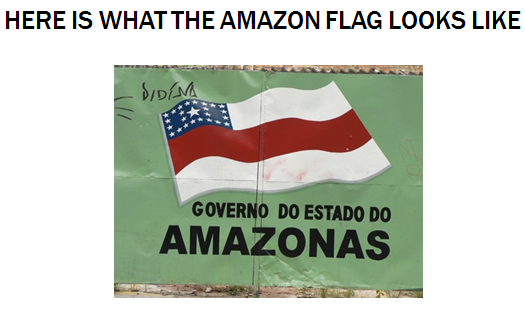 HERE IS WHAT THE AMAZON FLAG LOOKS LIKE
GOVERNO DO ESTADO DO
AMAZONAS